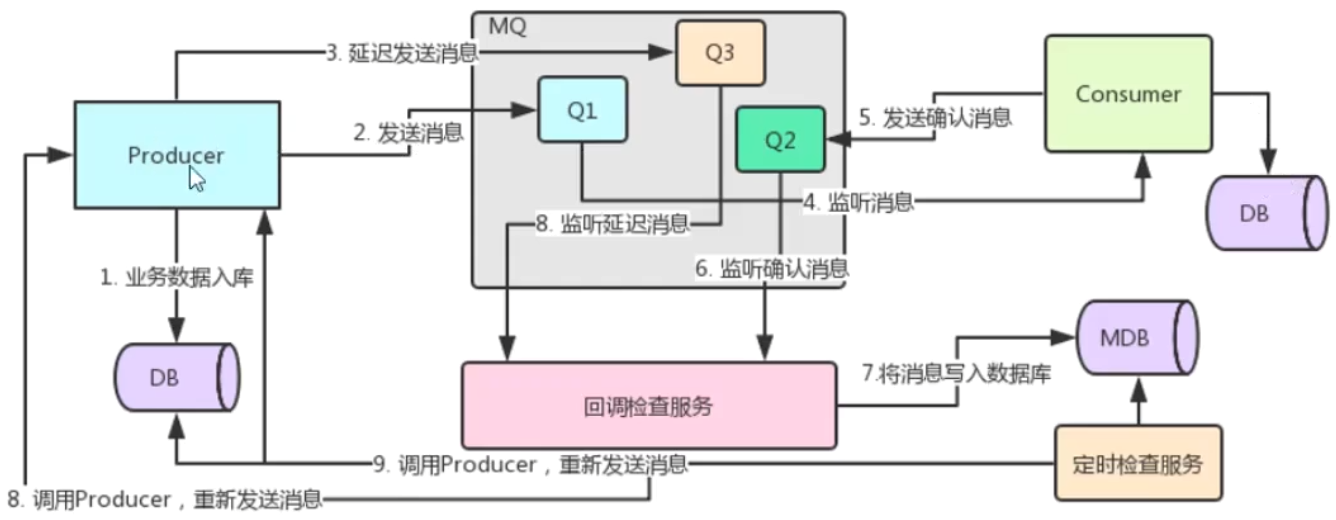 MQ
3. 延迟发送消息
Q3
Consumer
Q1
2. 发送消息
5. 发送确认消息
Q2
Producer
4. 监听消息
DB
8. 监听延迟消息
6. 监听确认消息
1. 业务数据入库
MDB
DB
7.将消息写入数据库
回调检查服务
9. 调用Producer，重新发送消息
定时检查服务
8. 调用Producer，重新发送消息